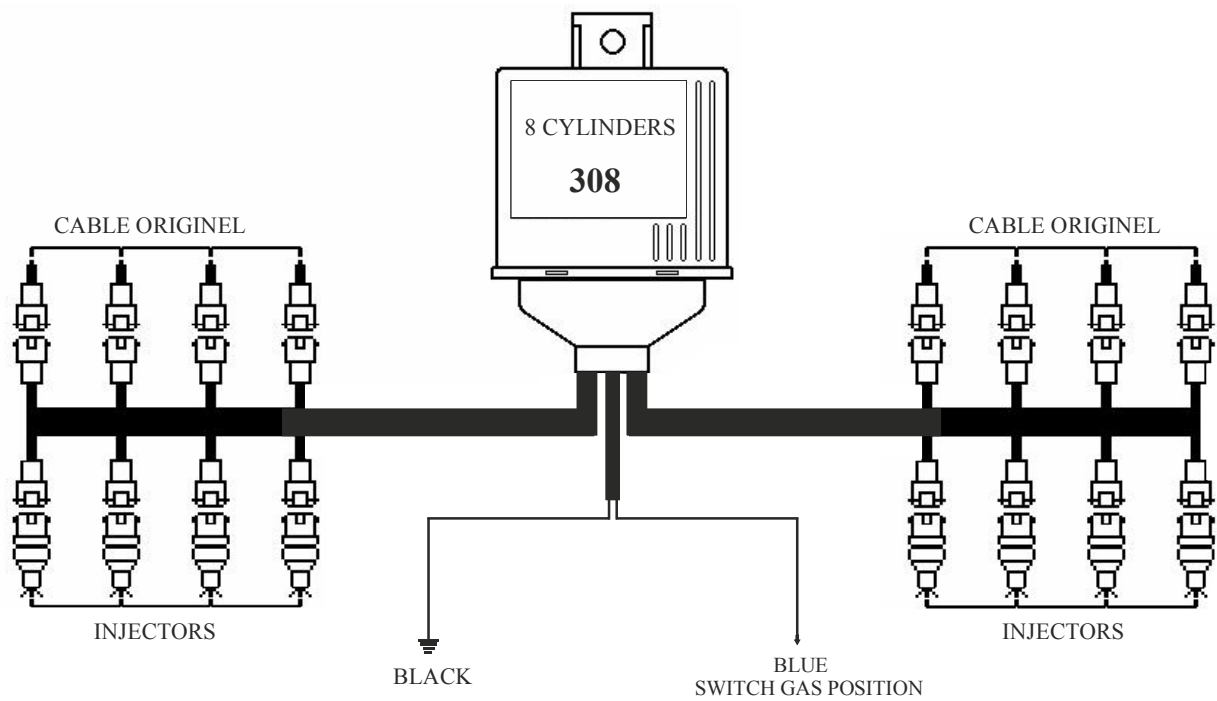 8 CYLINDERS
308
CABLE ORIGINEL
CABLE ORIGINEL
INJECTORS
INJECTORS
BLACK
BLUE
SWITCH GAS POSITION